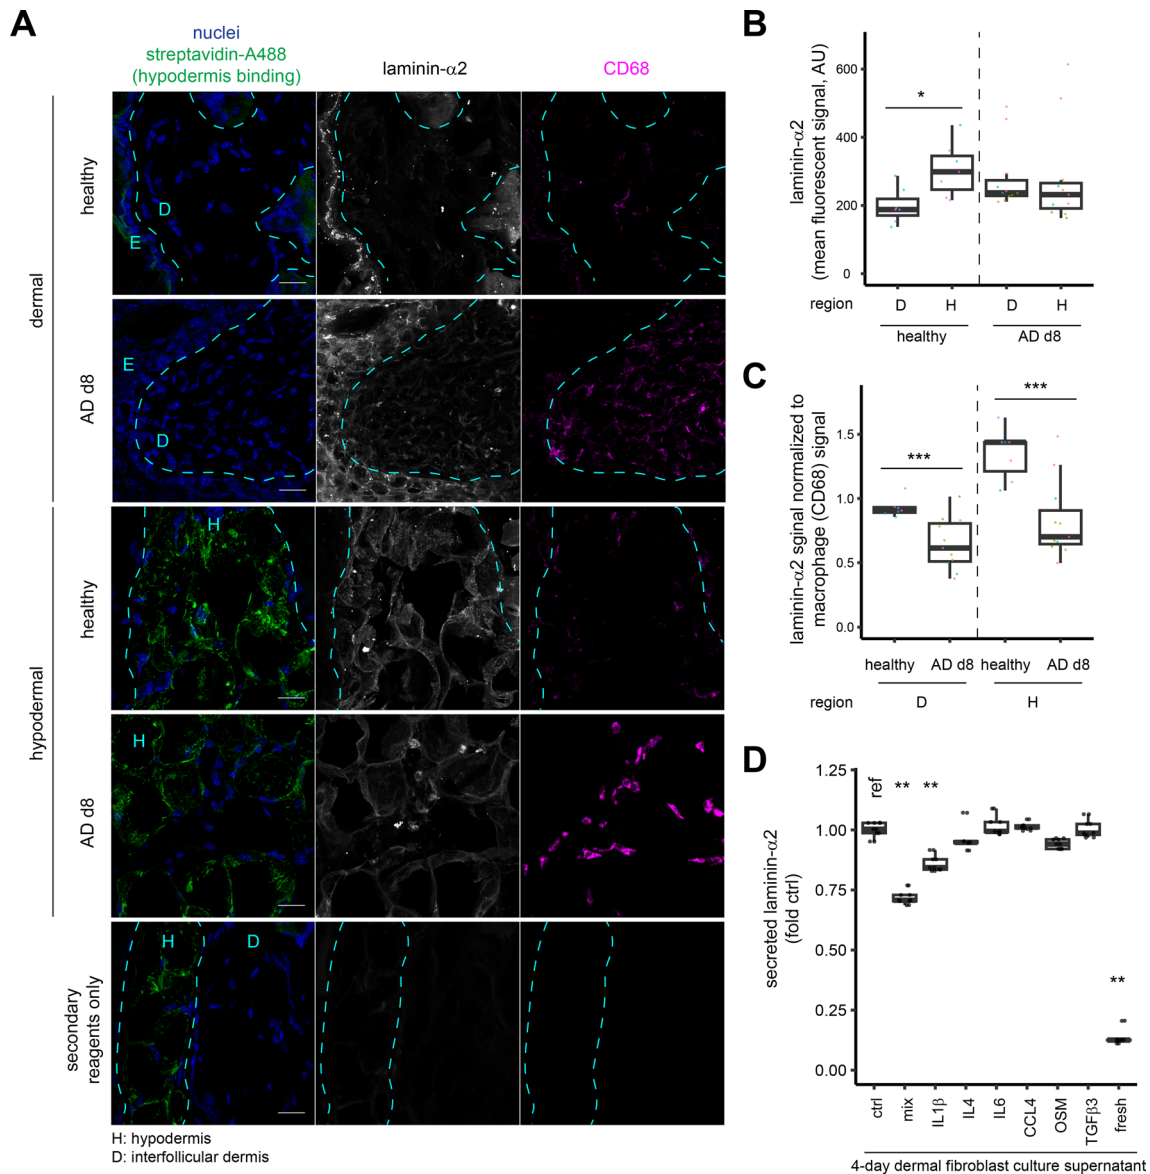 A
nuclei
streptavidin-A488
(hypodermis binding)
laminin-α2
CD68
dermal
healthy
D
E
AD d8
E
D
hypodermal
healthy
H
AD d8
H
secondary
reagents only
H
D
H: hypodermis
D: interfollicular dermis
B
laminin-α2
(mean fluorescent signal, AU)
600
400
200
0
*
region
D
H
D
H
healthy
AD d8
C
laminin-α2 sginal normalized to
macrophage (CD68) signal
1.5
1.0
0.5
0.0
***
***
healthy
AD d8
healthy
AD d8
region
D
H
D
secreted laminin-α2
(fold ctrl)
1.25
1.00
0.75
0.50
0.25
0.00
ref
**
**
**
ctrl
mix
IL1β
IL4
IL6
CCL4
OSM
TGFβ3
fresh
4-day dermal fibroblast culture supernatant